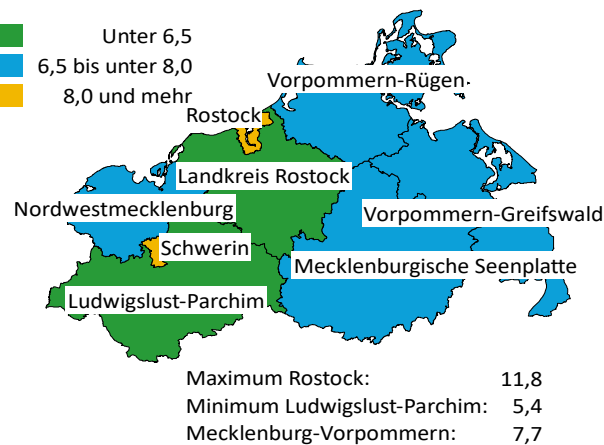 Unter 6,5
6,5 bis unter 8,0
8,0 und mehr
Vorpommern-Rügen
Rostock
Landkreis Rostock
Nordwestmecklenburg
Vorpommern-Greifswald
Schwerin
Mecklenburgische Seenplatte
Ludwigslust-Parchim
Maximum Rostock: 11,8
Minimum Ludwigslust-Parchim: 5,4
Mecklenburg-Vorpommern: 7,7